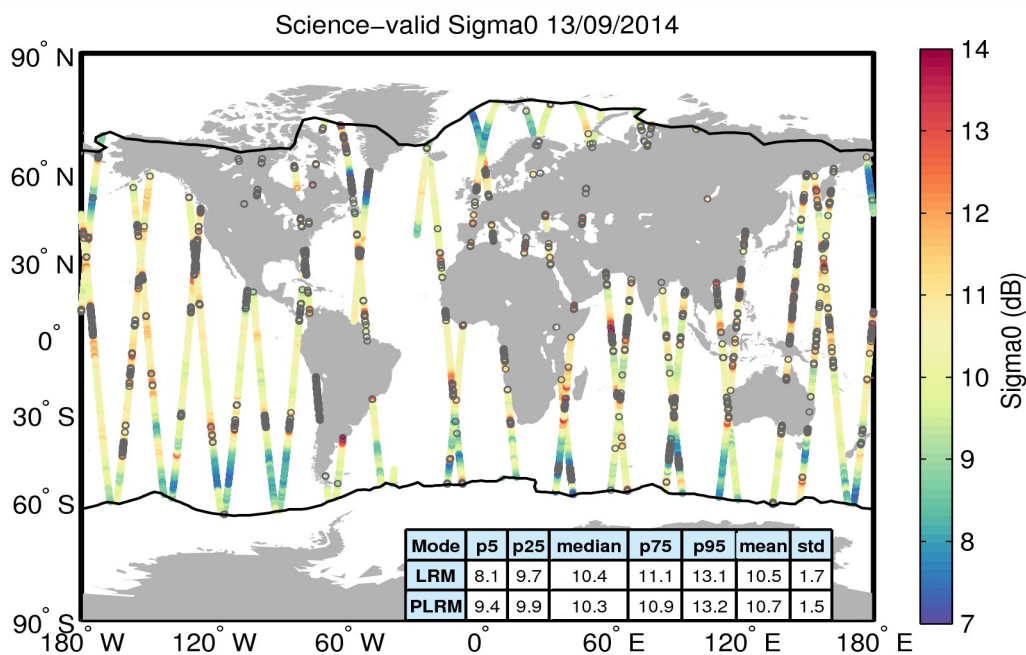 Science−valid Sigma0 13/09/2014
90° N
60° N
30° N
0°
30° S
60° S
90° S
180° W
120° W
60° W
0°
60° E
120° E
180° E
14
13
12
11
10
9
8
7
Sigma0 (dB)
Mode p5 p25 median p75 p95 mean std
LRM 8.1 9.7 10.4 11.1 13.1 10.5 1.7
PLRM 9.4 9.9 10.3 10.9 13.2 10.7 1.5